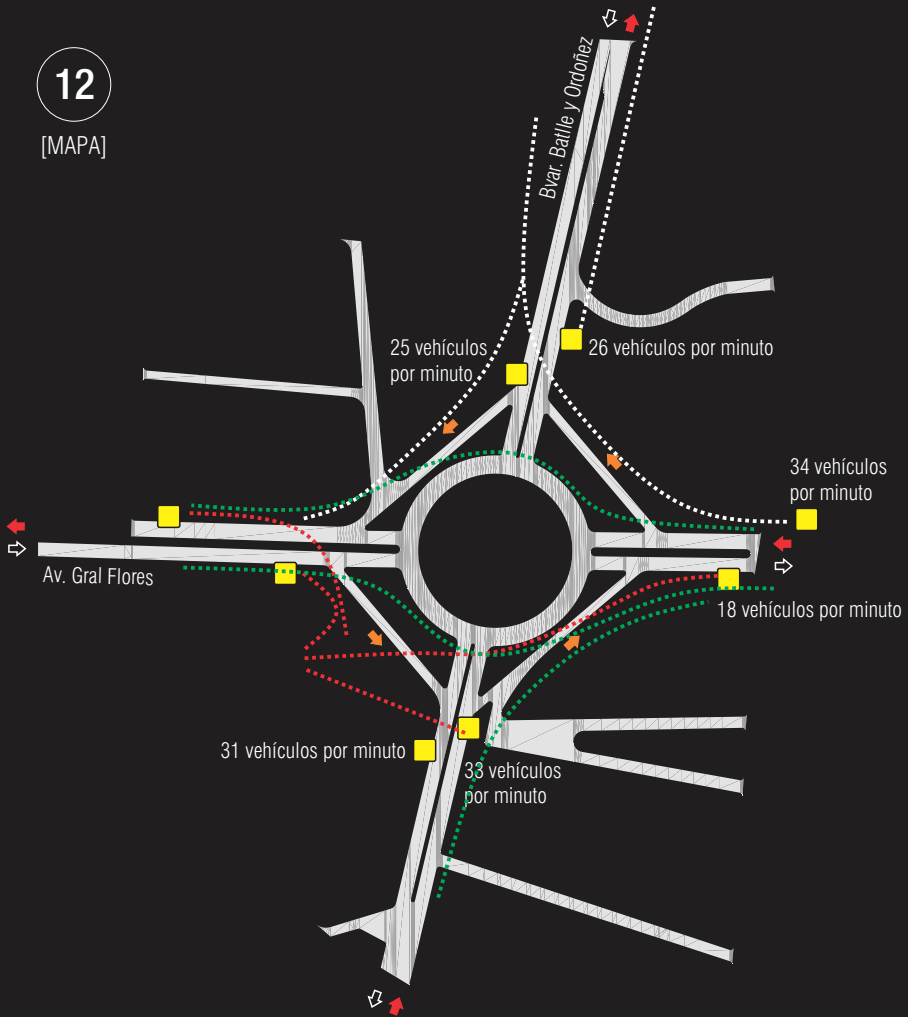 12
[MAPA]
Bvar. Batlle y Ordoñez
25 vehículos
por minuto
26 vehículos por minuto
34 vehículos
por minuto
Av. Gral Flores
18 vehículos por minuto
31 vehículos por minuto
33 vehículos
por minuto